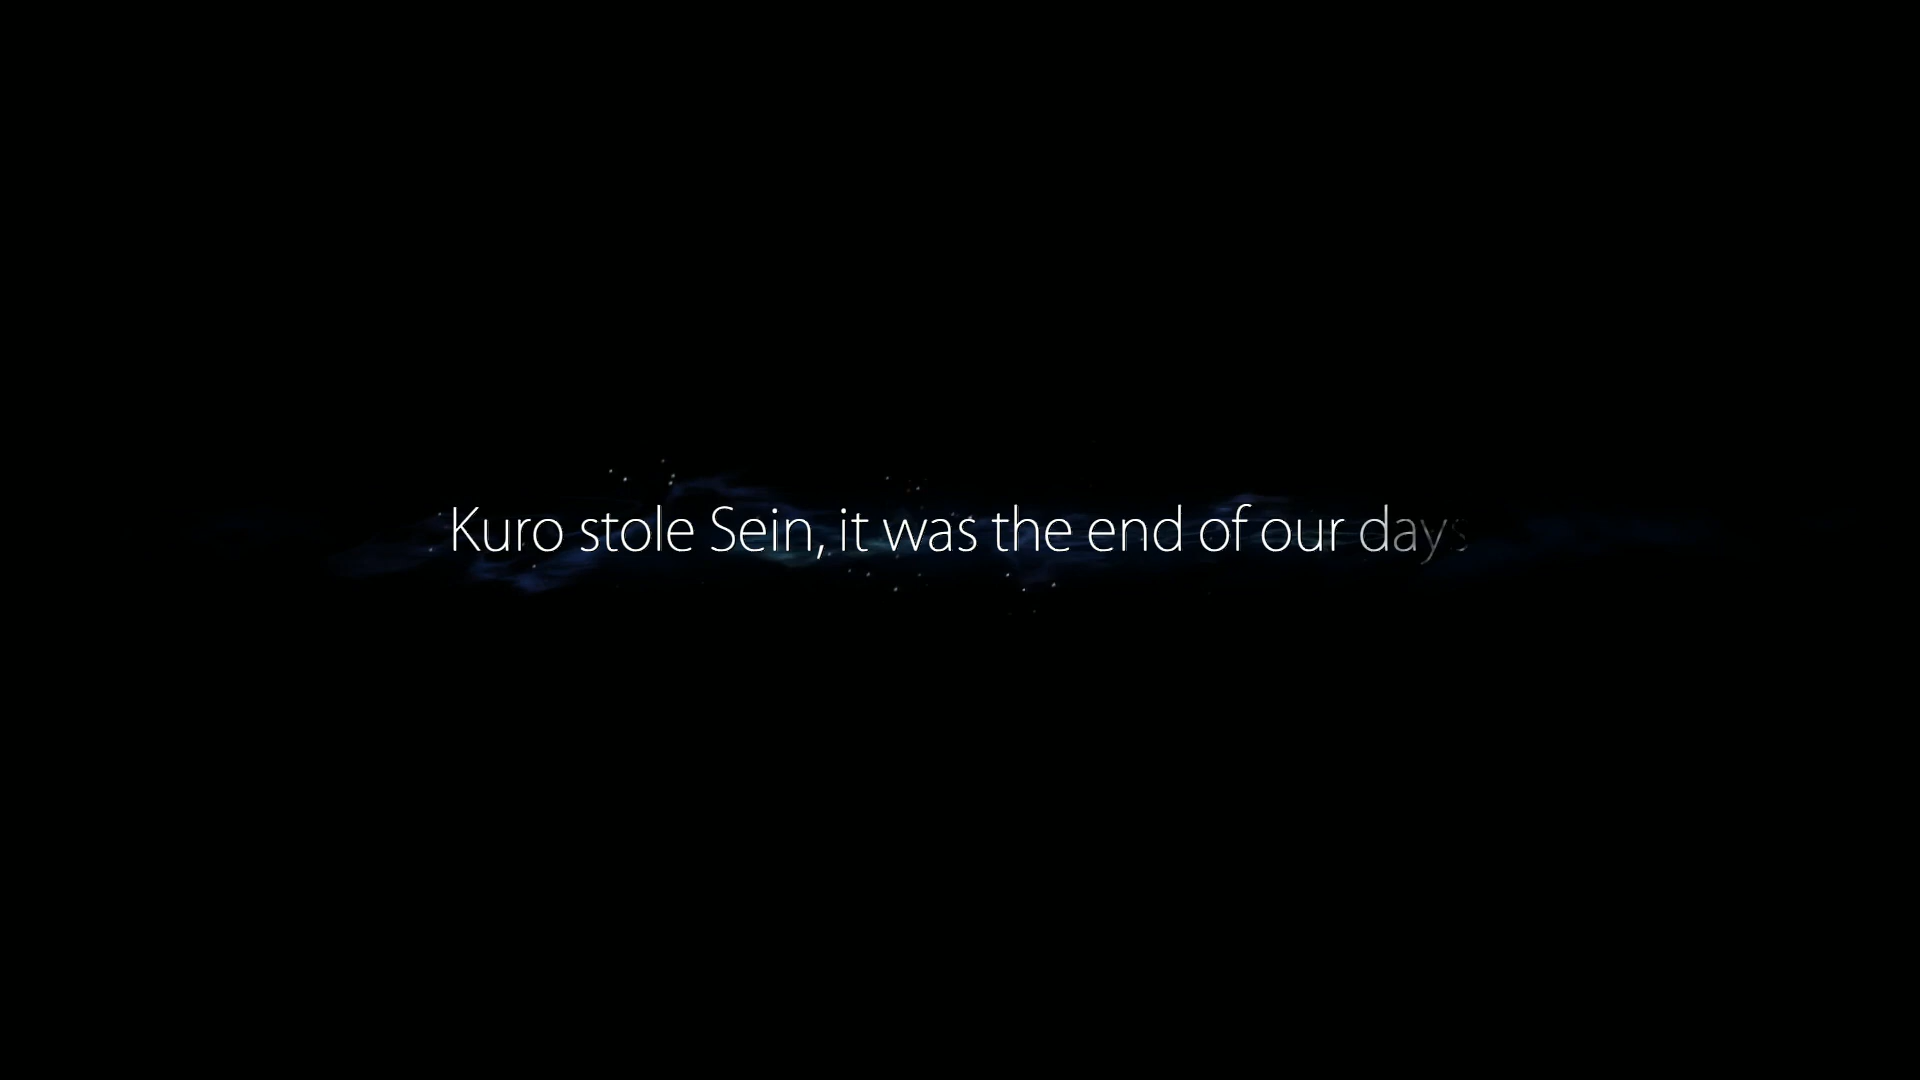 Kuro stole Sein, it was the end of our days